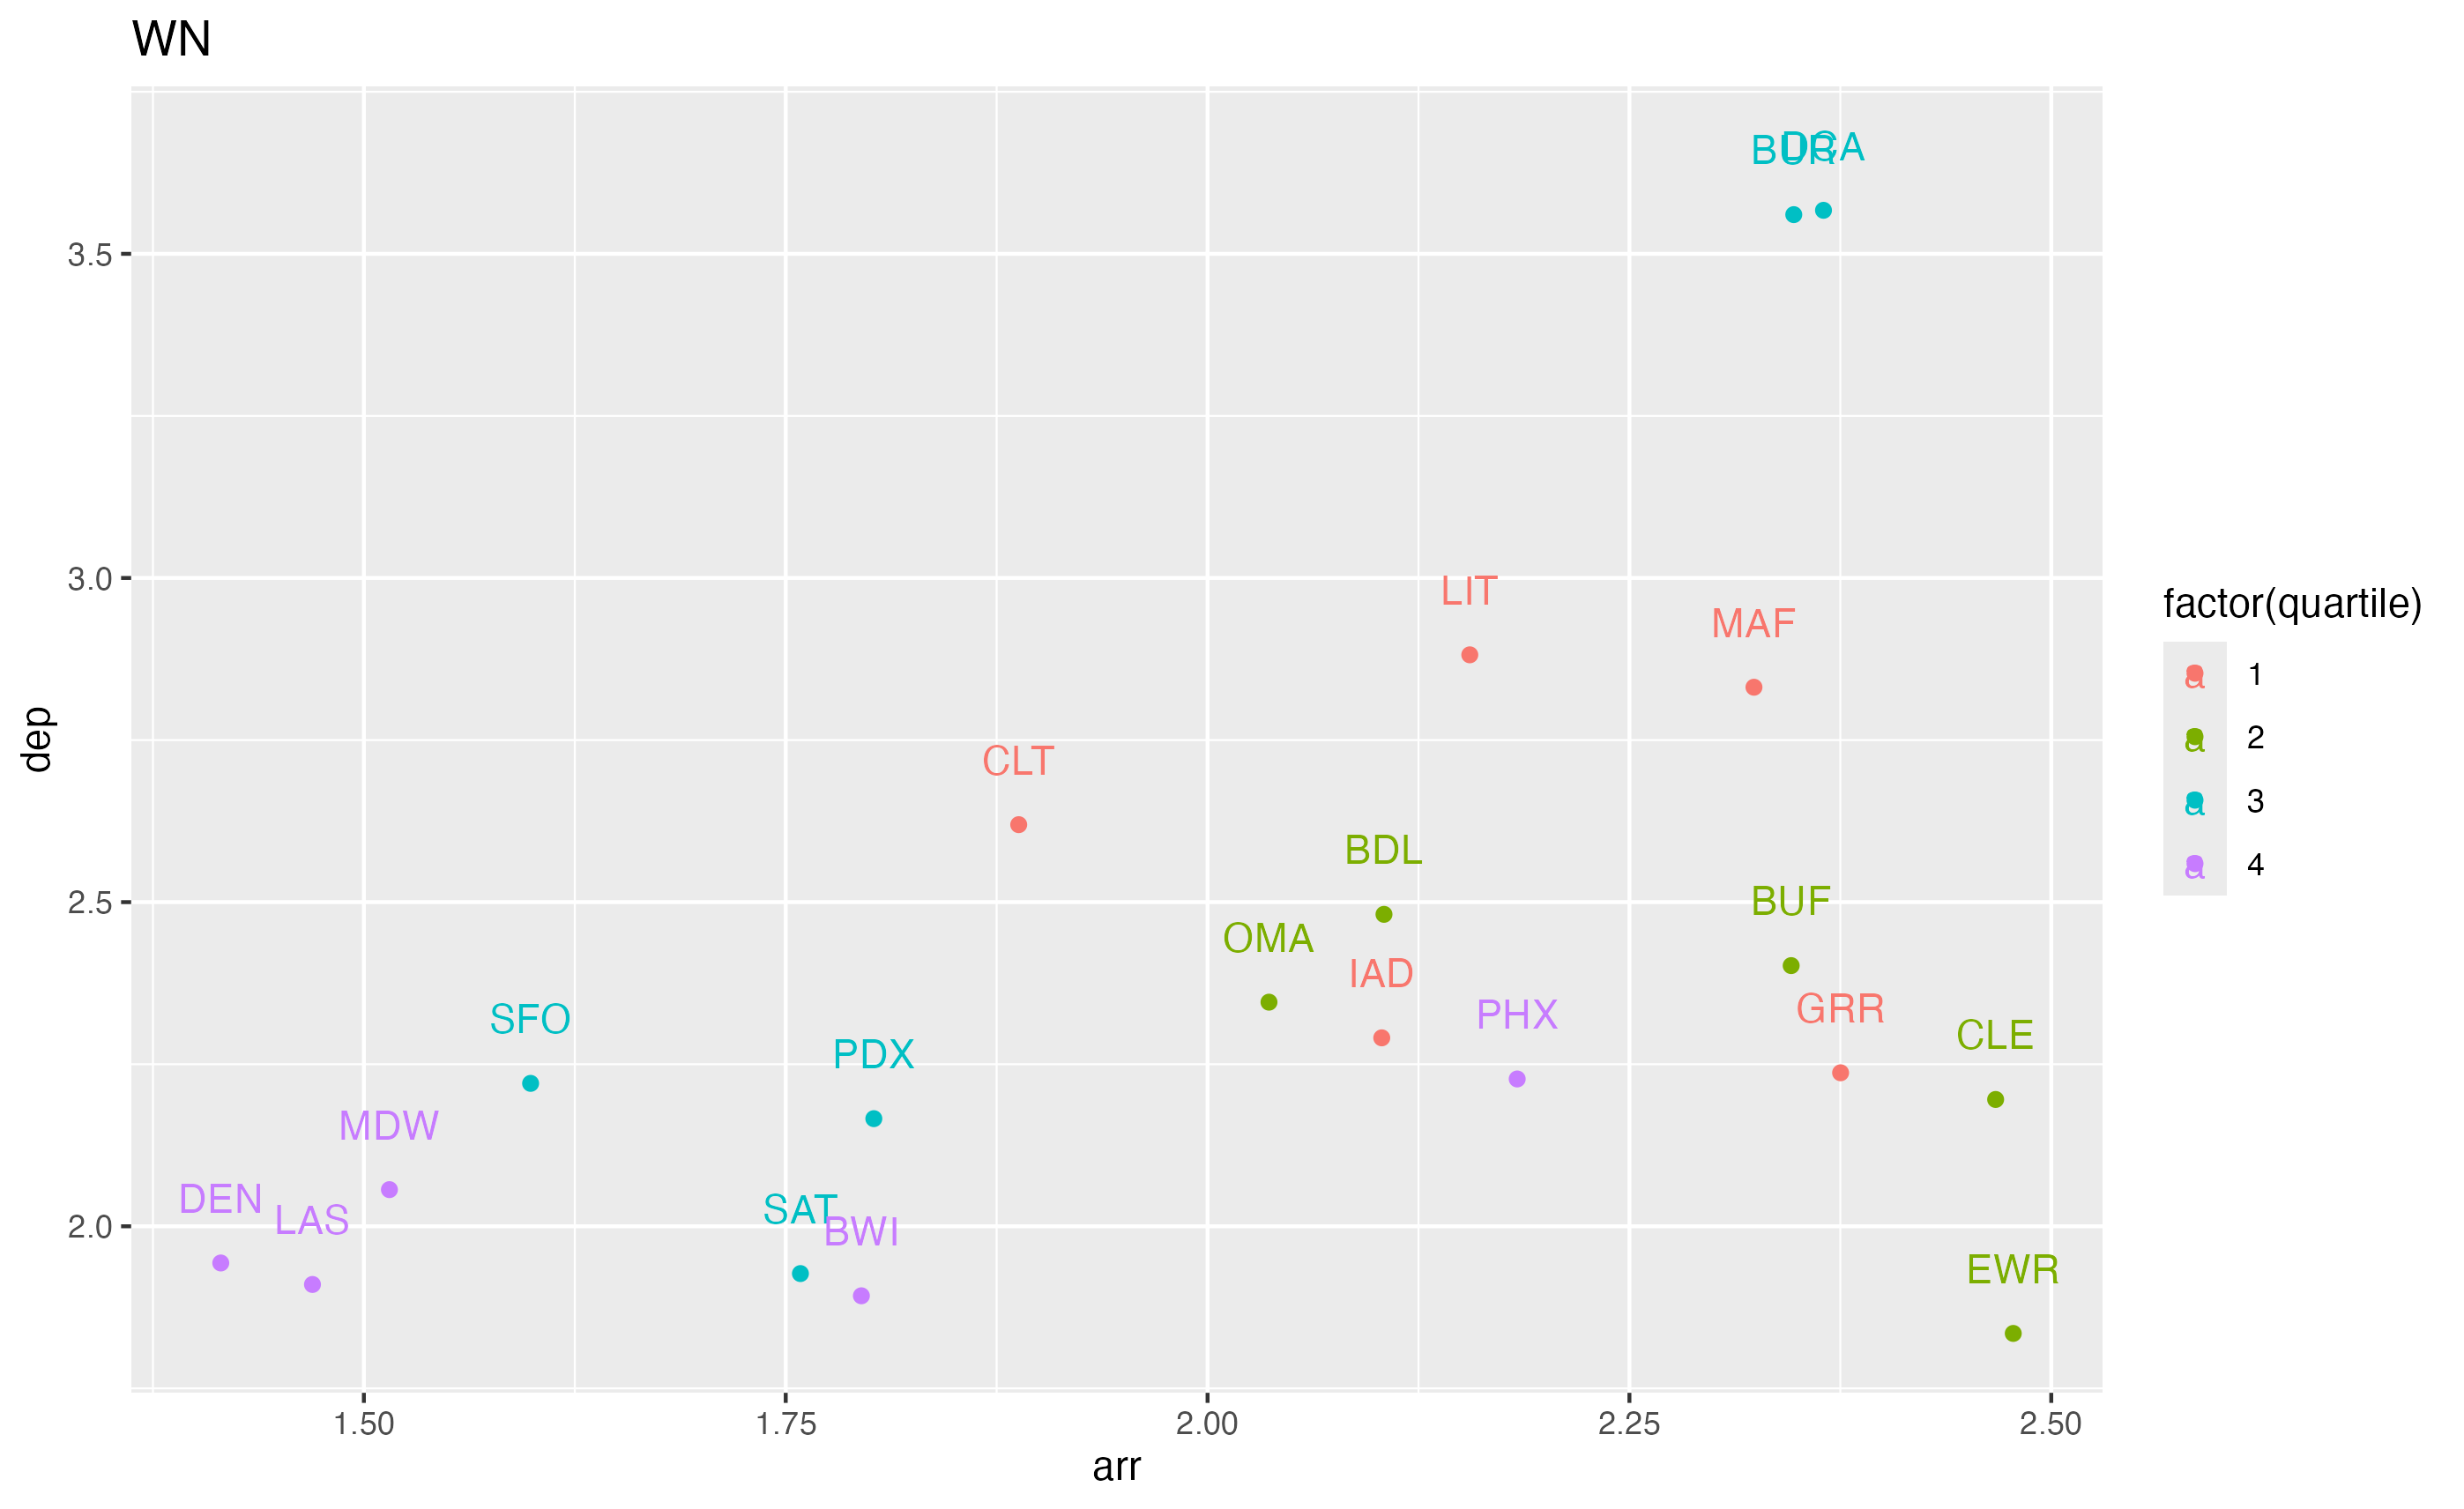 WN
BUR
DCA
3.5
3.0
LIT
MAF
CLT
BDL
2.5
BUF
OMA
IAD
PHX
GRR
CLE
SFO
PDX
MDW
DEN
LAS
SAT
BWI
2.0
EWR
dep
1.50
1.75
2.00
2.25
2.50
arr
factor(quartile)
a 1
a 2
a 3
a 4